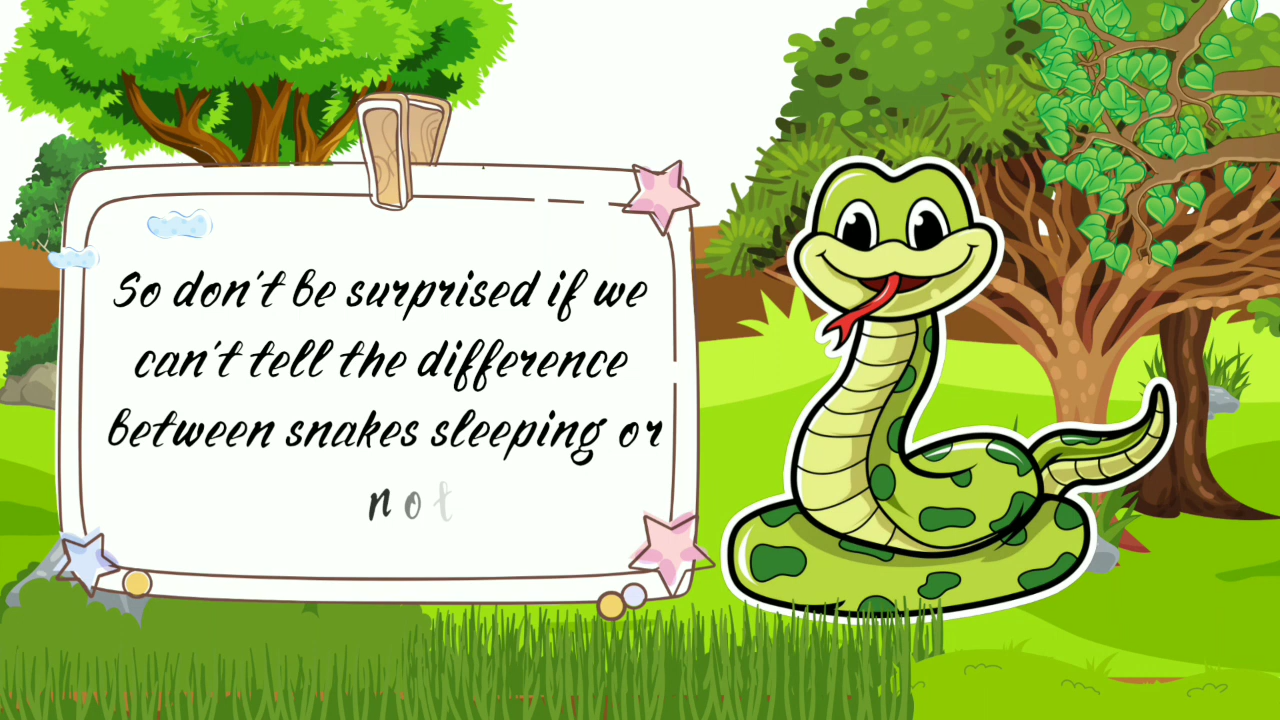 So don't be surprised if we
can't tell the difference
between snakes sleeping or
not